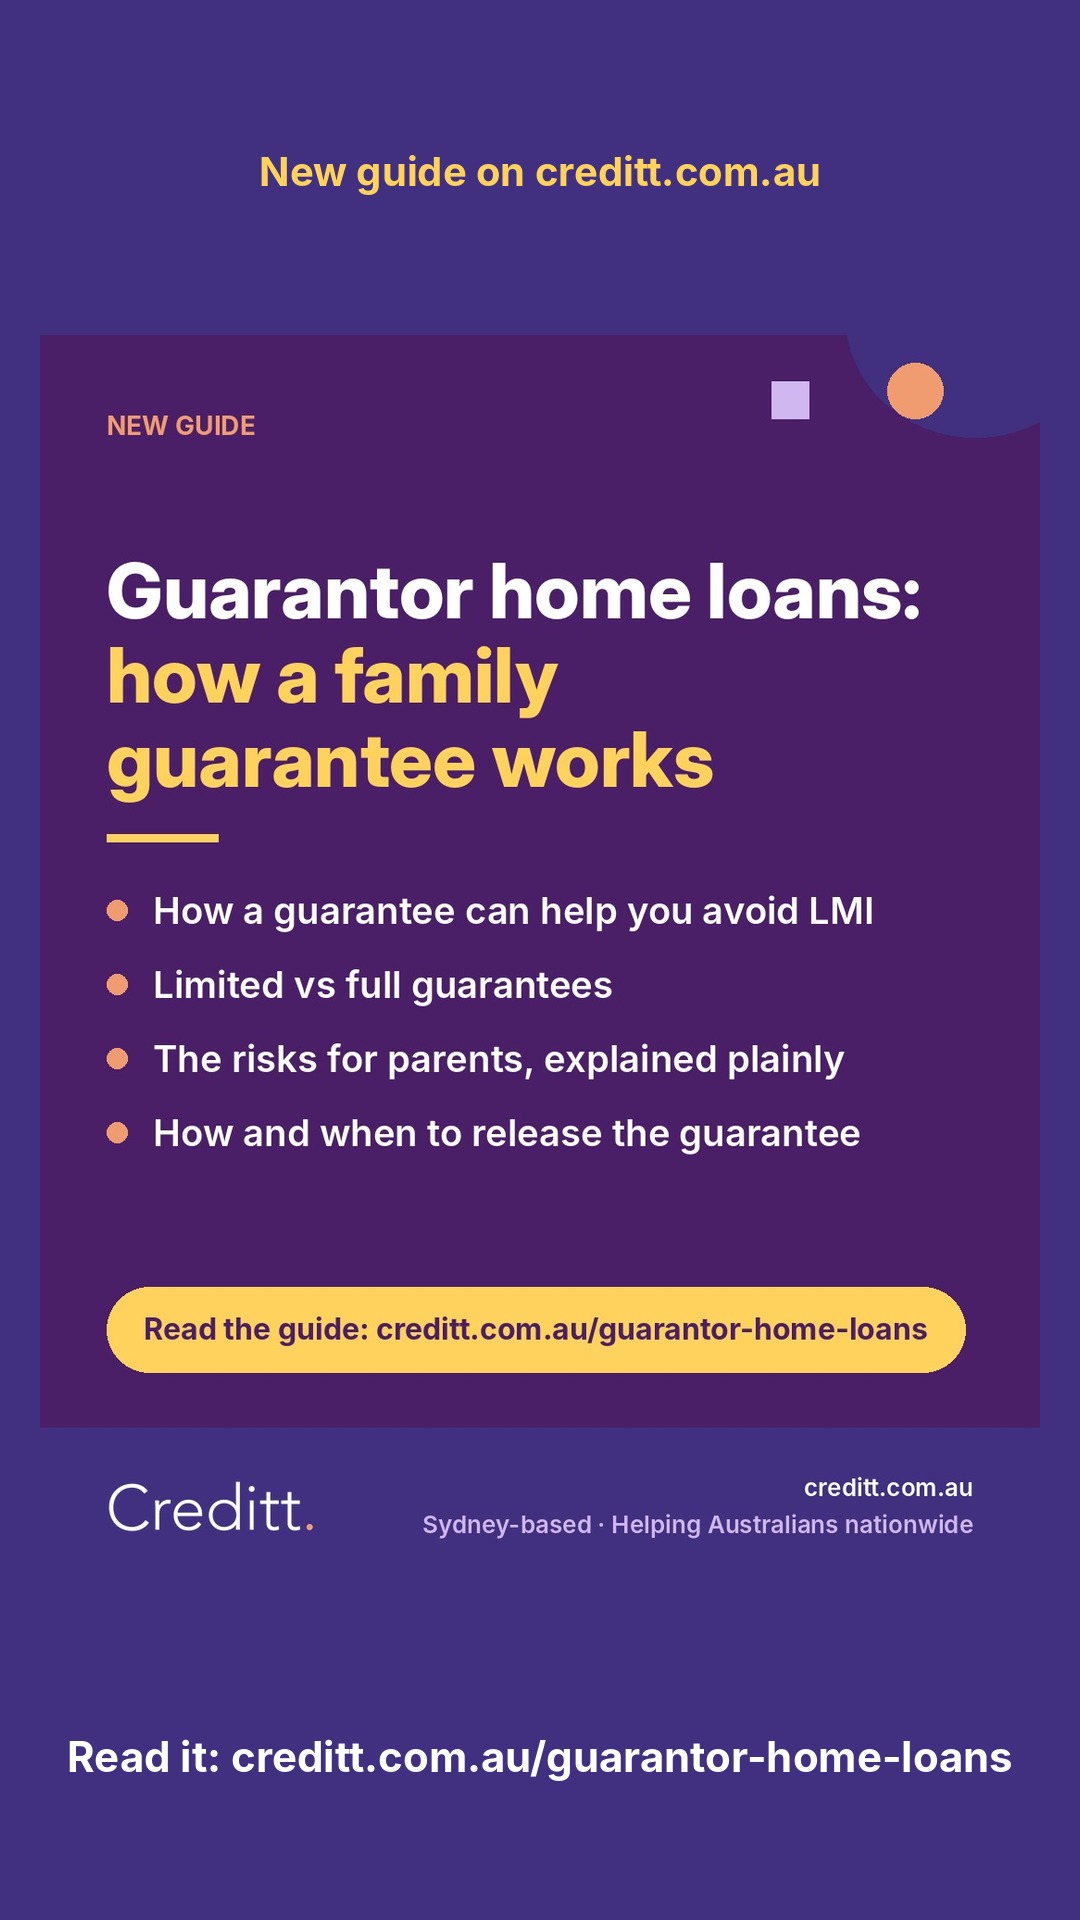 New guide on creditt.com.au
NEW GUIDE
Guarantor home loans:
how a family
guarantee works
How a guarantee can help you avoid LMI
Limited vs full guarantees
The risks for parents, explained plainly
How and when to release the guarantee
Read the guide: creditt.com.au/guarantor-home-loans
Creditt.
creditt.com.au
Sydney-based · Helping Australians nationwide
Read it: creditt.com.au/guarantor-home-loans